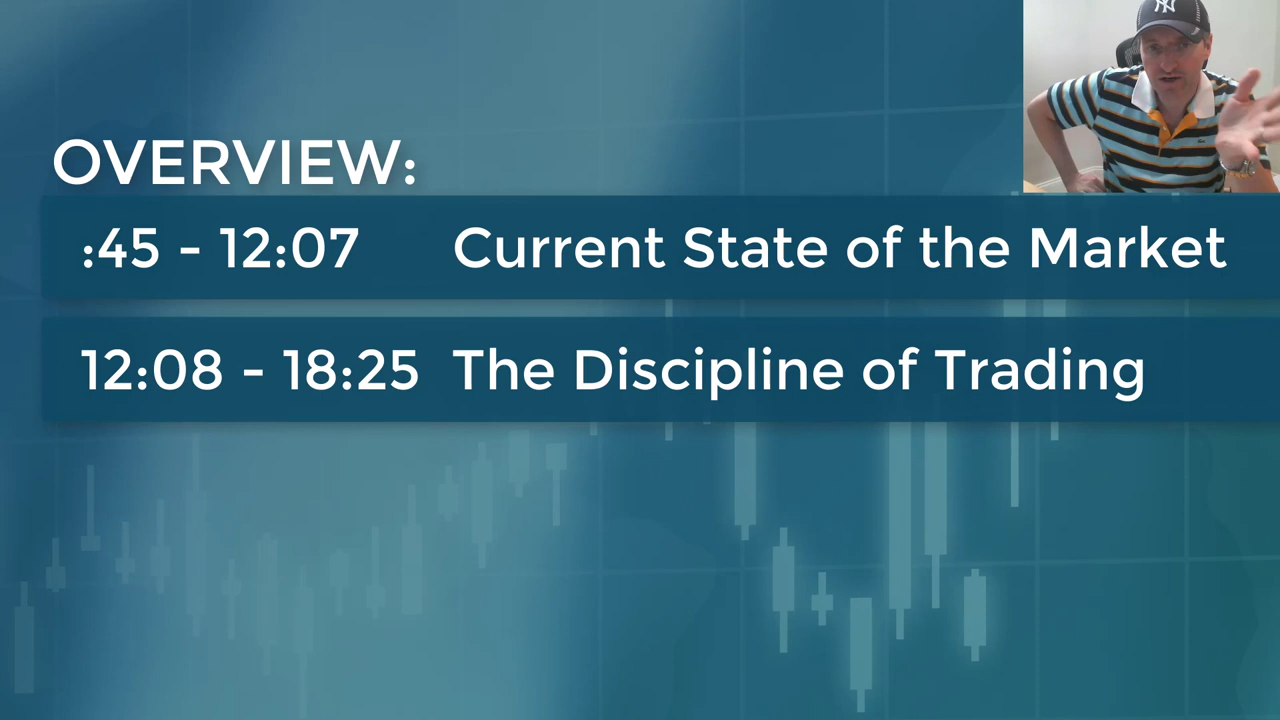 OVERVIEW:
:45 - 12:07 Current State of the Market
12:08 - 18:25 The Discipline of Trading
NY